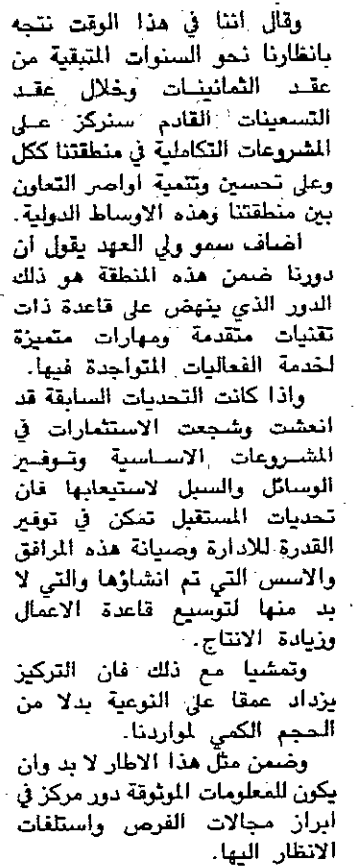 وقال اننا في هذا الوقت نتجه
بانظارنا نحو السنوات المتبقية من
عقد الثمانينات وخلال عقد
التسعينات القادم سنركز على
المشروعات التكاملية في منطقتنا ككل
وعلى تحسين وتنمية اواصر التعاون
بين منطقتنا وهذه الاوساط الدولية.
اضاف سمو ولي العهد يقول ان
دورنا ضمن هذه المنطقة هو ذلك
الدور الذي ينهض على قاعدة ذات
تقنيات متقدمة ومهارات متميزة
لخدمة الفعاليات المتواجدة فيها.
واذا كانت التحديات السابقة قد
انعشت وشجعت الاستثمارات في
المشروعات الاساسية وتوفير
الوسائل والسبل لاستيعابها فان
تحديات المستقبل تمكن في توفير
القدرة للادارة وصيانة هذه المرافق
والاسس التي تم انشاؤها والتي لا
بد منها لتوسيع قاعدة الاعمال
وزيادة الانتاج.
وتمشيا مع ذلك فان التركيز
يزداد عمقا على النوعية بدلا من
الحجم الكمي لمواردنا.
وضمن مثل هذا الاطار لا بد وان
يكون للمعلومات الموثوقة دور مركز في
ابراز مجالات الفرص واستلفات
الانظار اليها.